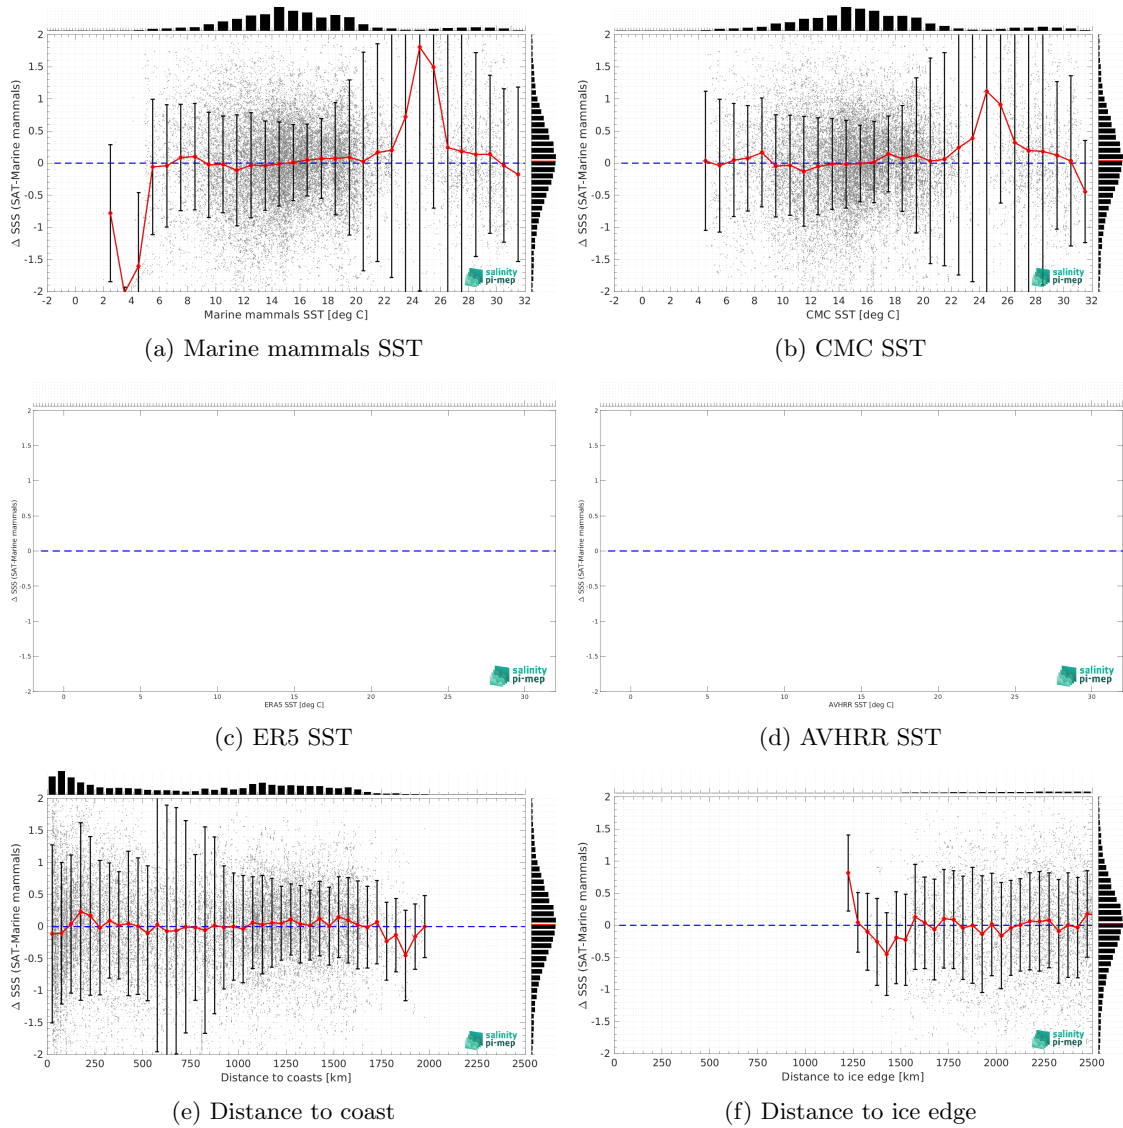 2
1.5
1
0.5
0
-0.5
-1
-1.5
-2
Δ SSS (SAT-Marine mammals)
-2 0 2 4 6 8 10 12 14 16 18 20 22 24 26 28 30 32
Marine mammals SST [deg C]
salinity
pi-mep
(a) Marine mammals SST
2
1.5
1
0.5
0
-0.5
-1
-1.5
-2
Δ SSS (SAT-Marine mammals)
-2 0 2 4 6 8 10 12 14 16 18 20 22 24 26 28 30 32
CMC SST [deg C]
salinity
pi-mep
(b) CMC SST
2
1.5
1
0.5
0
-0.5
-1
-1.5
-2
Δ SSS (SAT-Marine mammals)
0 5 10 15 20 25 30
ERA5 SST [deg C]
salinity
pi-mep
(c) ER5 SST
2
1.5
1
0.5
0
-0.5
-1
-1.5
-2
Δ SSS (SAT-Marine mammals)
0 5 10 15 20 25 30
AVHRR SST [deg C]
salinity
pi-mep
(d) AVHRR SST
2
1.5
1
0.5
0
-0.5
-1
-1.5
-2
Δ SSS (SAT-Marine mammals)
0 250 500 750 1000 1250 1500 1750 2000 2250 2500
Distance to coasts [km]
salinity
pi-mep
(e) Distance to coast
2
1.5
1
0.5
0
-0.5
-1
-1.5
-2
Δ SSS (SAT-Marine mammals)
0 250 500 750 1000 1250 1500 1750 2000 2250 2500
Distance to ice edge [km]
salinity
pi-mep
(f) Distance to ice edge